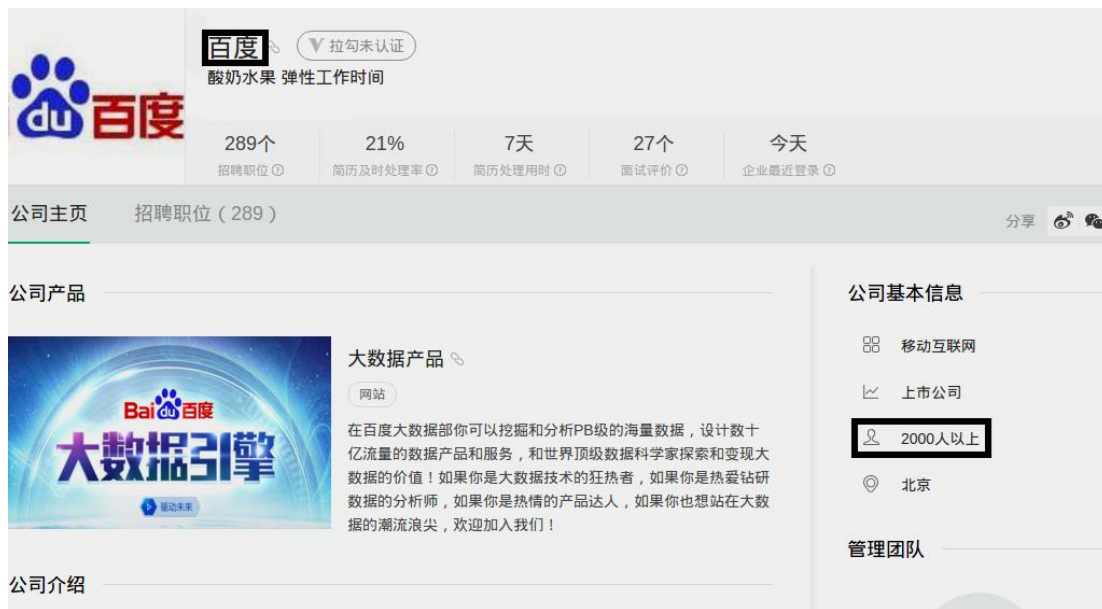 du 百度
百度 V 拉勾未认证
酸奶水果 弹性工作时间
289个 21% 7天 27个 今天
招聘职位 简历及时处理率 简历处理用时 面试评价 企业最近登录
公司主页 招聘职位（289）
分享
公司产品
Bai du 百度
大数据引擎
驱动未来
大数据产品
网站
在百度大数据部你可以挖掘和分析PB级的海量数据，设计数十
亿流量的数据产品和服务，和世界顶级数据科学家探索和变现大
数据的价值！如果你是大数据技术的狂热者，如果你是热爱钻研
数据的分析师，如果你是热情的产品达人，如果你也想站在大数
据的潮流浪尖，欢迎加入我们！
公司介绍
公司基本信息
移动互联网
上市公司
2000人以上
北京
管理团队